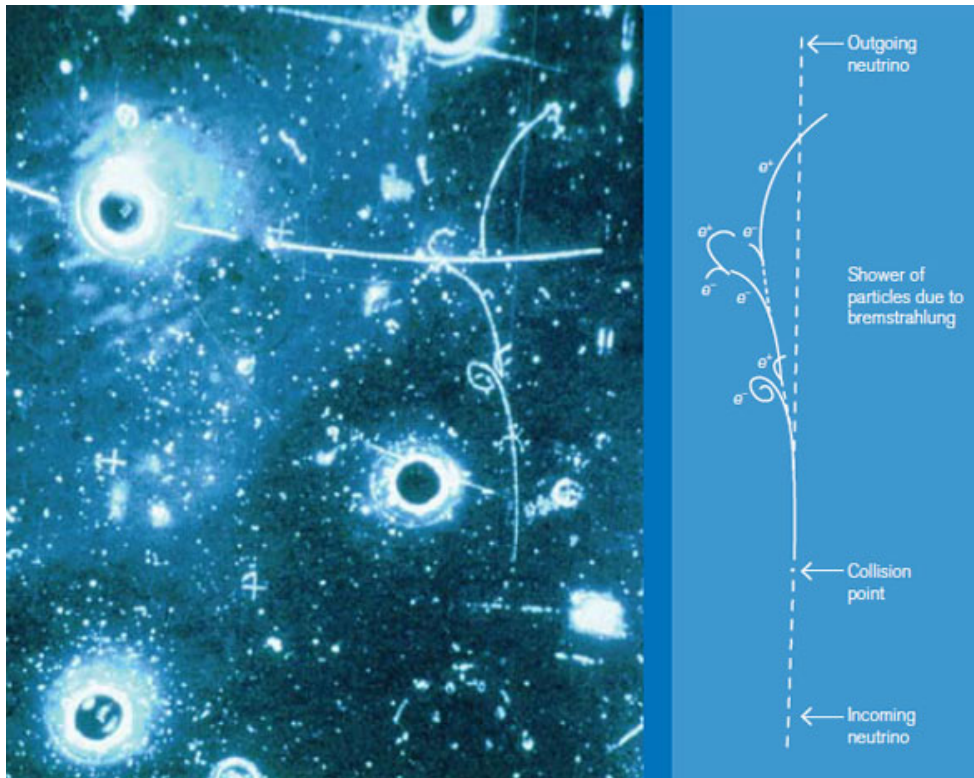 Outgoing
neutrino
e⁺
e⁺
e⁻
e⁻
e⁻
Shower of
particles due to
bremstrahlung
e⁺
e⁻
Collision
point
Incoming
neutrino